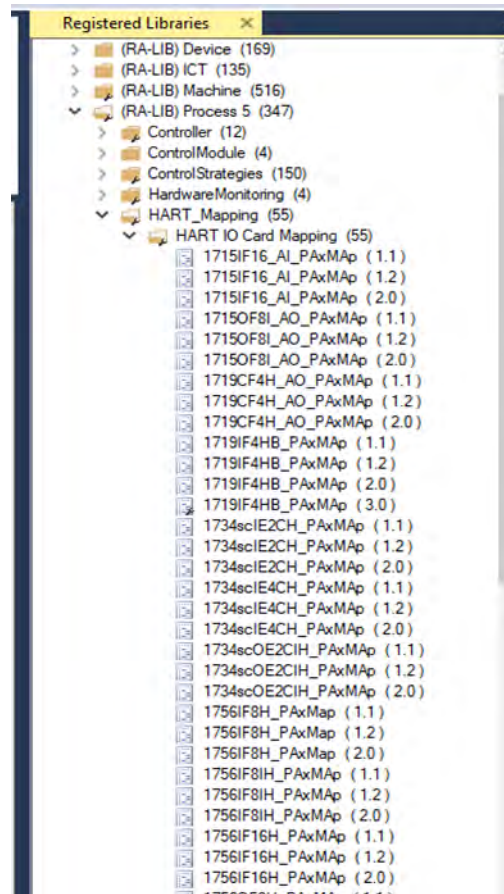 Registered Libraries
(RA-LIB) Device (169)
(RA-LIB) ICT (135)
(RA-LIB) Machine (516)
(RA-LIB) Process 5 (347)
Controller (12)
ControlModule (4)
ControlStrategies (150)
HardwareMonitoring (4)
HART_Mapping (55)
HART IO Card Mapping (55)
1715IF16_AI_PAxMAp ( 1.1 )
1715IF16_AI_PAxMAp ( 1.2 )
1715IF16_AI_PAxMAp ( 2.0 )
1715OF8I_AO_PAxMAp ( 1.1 )
1715OF8I_AO_PAxMAp ( 1.2 )
1715OF8I_AO_PAxMAp ( 2.0 )
1719CF4H_AO_PAxMAp ( 1.1 )
1719CF4H_AO_PAxMAp ( 1.2 )
1719CF4H_AO_PAxMAp ( 2.0 )
1719IF4HB_PAxMAp ( 1.1 )
1719IF4HB_PAxMAp ( 1.2 )
1719IF4HB_PAxMAp ( 2.0 )
1719IF4HB_PAxMAp ( 3.0 )
1734sclE2CH_PAxMAp ( 1.1 )
1734sclE2CH_PAxMAp ( 1.2 )
1734sclE2CH_PAxMAp ( 2.0 )
1734sclE4CH_PAxMAp ( 1.1 )
1734sclE4CH_PAxMAp ( 1.2 )
1734sclE4CH_PAxMAp ( 2.0 )
1734scOE2CIH_PAxMAp ( 1.1 )
1734scOE2CIH_PAxMAp ( 1.2 )
1734scOE2CIH_PAxMAp ( 2.0 )
1756IF8H_PAxMap ( 1.1 )
1756IF8H_PAxMap ( 1.2 )
1756IF8H_PAxMap ( 2.0 )
1756IF8IH_PAxMAp ( 1.1 )
1756IF8IH_PAxMAp ( 1.2 )
1756IF8IH_PAxMAp ( 2.0 )
1756IF16H_PAxMAp ( 1.1 )
1756IF16H_PAxMAp ( 1.2 )
1756IF16H_PAxMAp ( 2.0 )